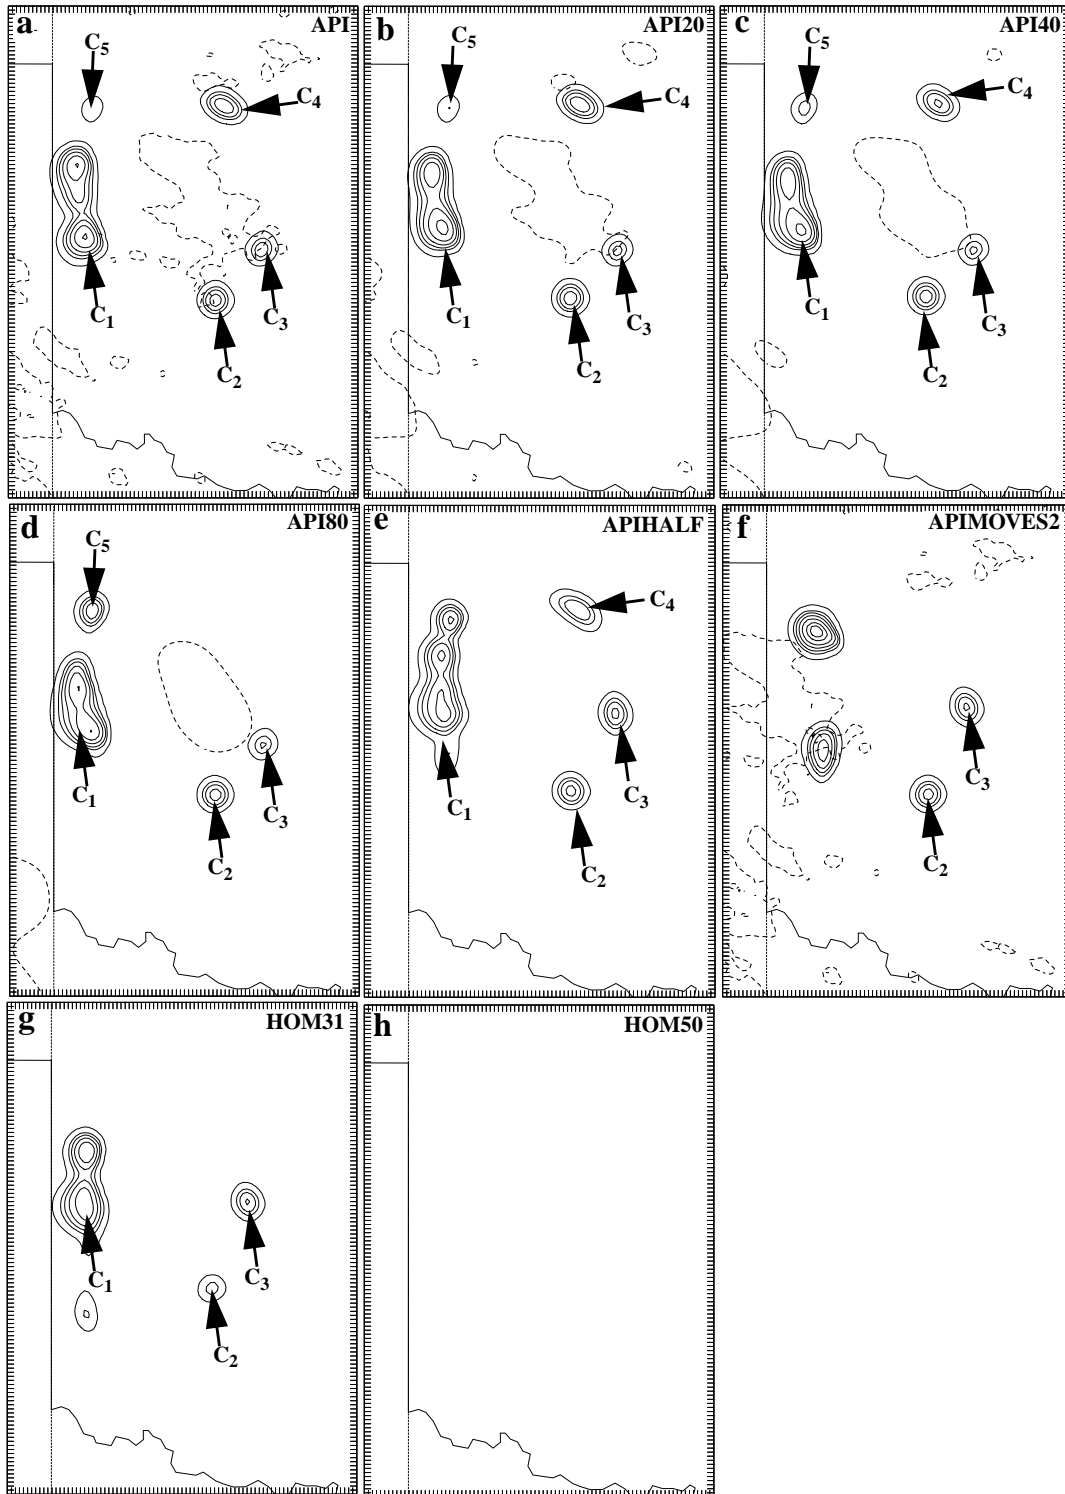 a API
C5
C4
C1
C3
C2
b API20
C5
C4
C1
C3
C2
c API40
C5
C4
C1
C3
C2
d API80
C5
C1
C3
C2
e APIHALF
C4
C1
C3
C2
f APIMOVES2
C3
C2
g HOM31
C1
C3
C2
h HOM50